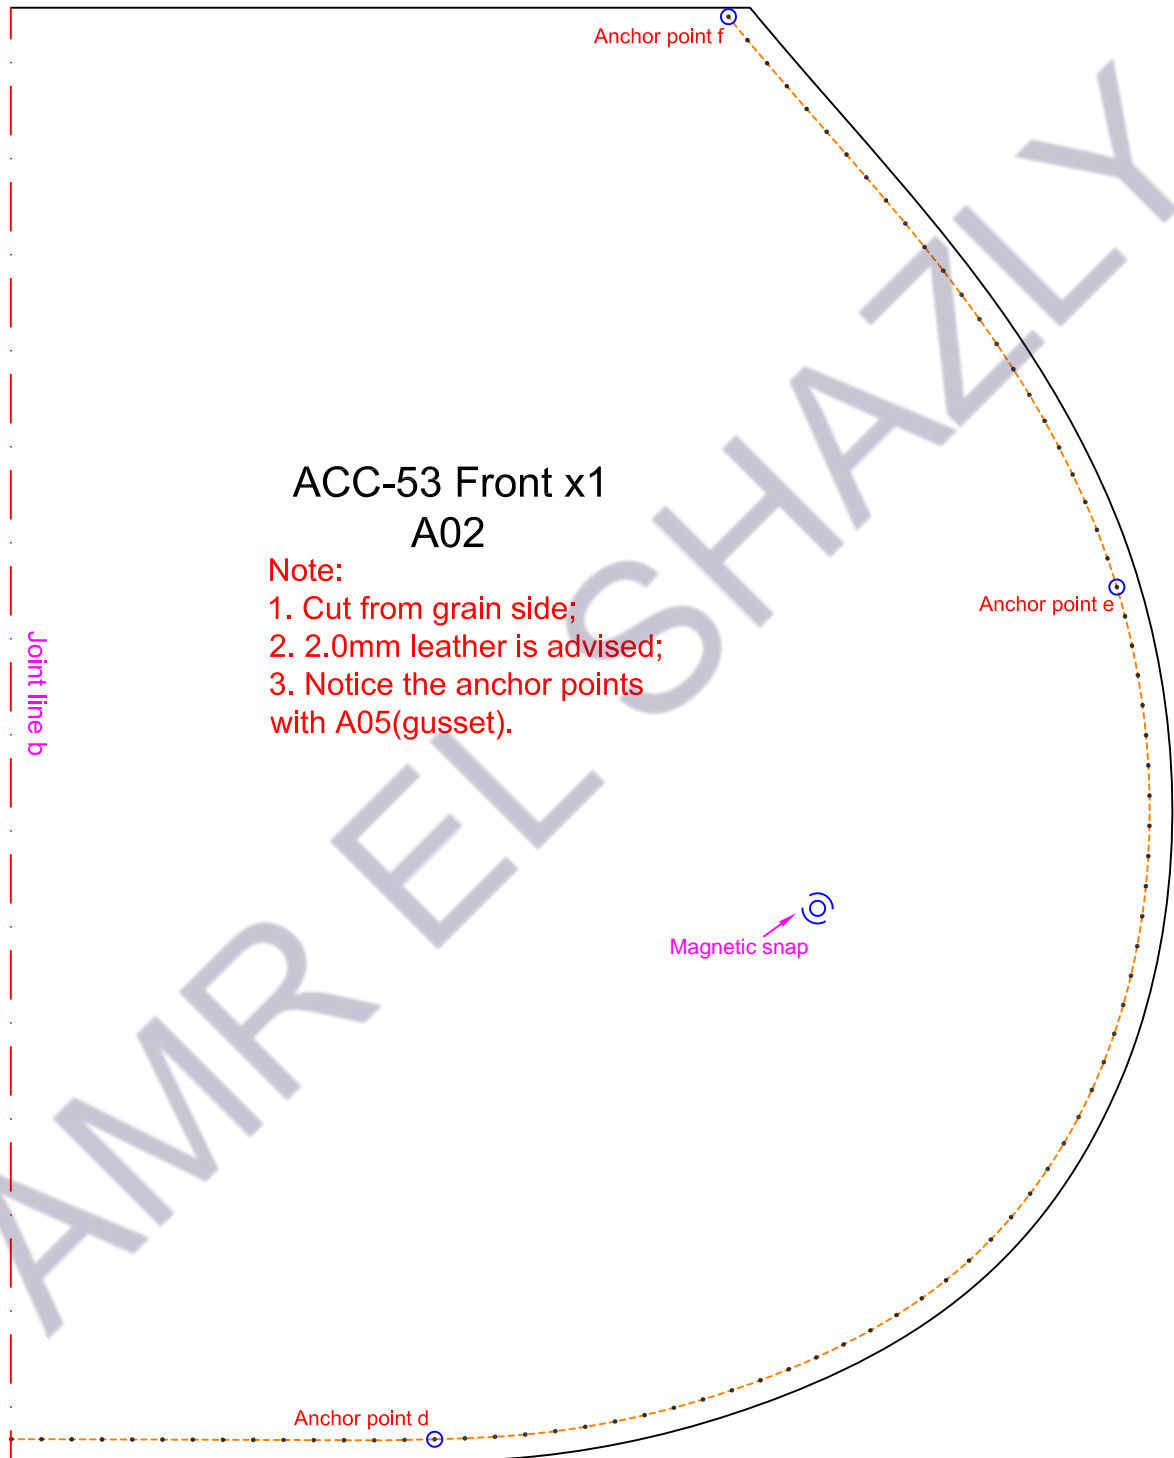 Anchor point f
ACC-53 Front x1
A02
Note:
1. Cut from grain side;
2. 2.0mm leather is advised;
3. Notice the anchor points
with A05(gusset).
Anchor point e
Joint line b
Magnetic snap
Anchor point d
AMR EL SHAZLY